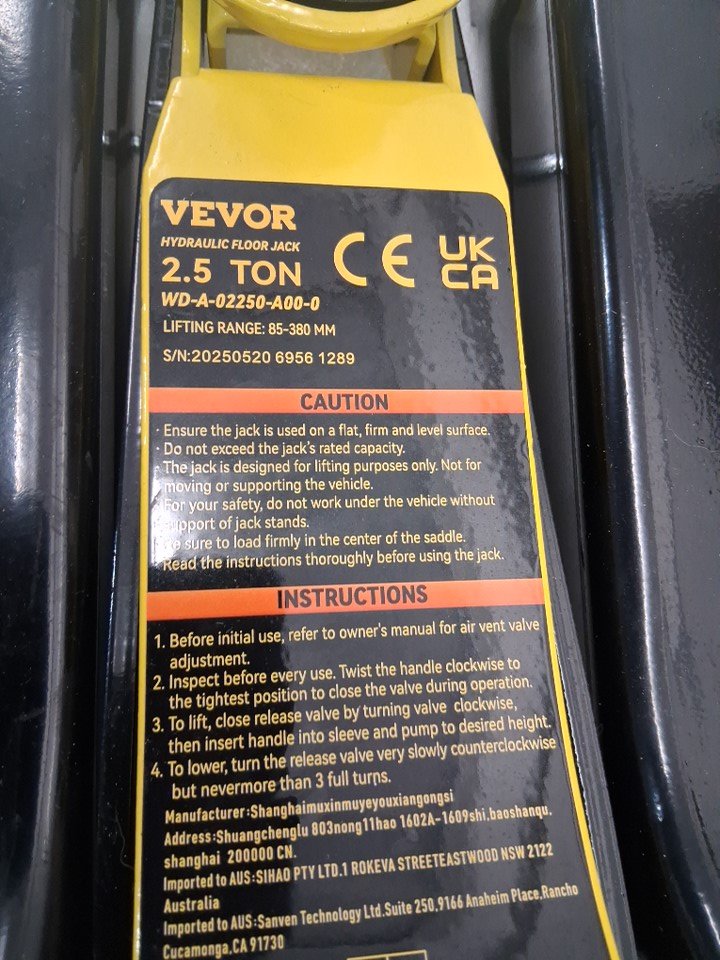 VEVOR
HYDRAULIC FLOOR JACK
2.5 TON
CE
UK
CA
WD-A-02250-A00-0
LIFTING RANGE: 85-380 MM
S/N:20250520 6956 1289
CAUTION
· Ensure the jack is used on a flat, firm and level surface.
· Do not exceed the jack's rated capacity.
· The jack is designed for lifting purposes only. Not for
moving or supporting the vehicle.
· For your safety, do not work under the vehicle without
support of jack stands.
sure to load firmly in the center of the saddle.
Read the instructions thoroughly before using the jack.
INSTRUCTIONS
1. Before initial use, refer to owner's manual for air vent valve
adjustment.
2. Inspect before every use. Twist the handle clockwise to
the tightest position to close the valve during operation.
3. To lift, close release valve by turning valve clockwise,
then insert handle into sleeve and pump to desired height.
4. To lower, turn the release valve very slowly counterclockwise
but nevermore than 3 full turns.
Manufacturer:Shanghaimuxinmuyeyouxiangongsi
Address:Shuangchenglu 803nong11hao 1602A-1609shi.baoshanqu.
shanghai 200000 CN.
Imported to AUS:SIHAO PTY LTD.1 ROKEVA STREETEASTWOOD NSW 2122
Australia
Imported to AUS:Sanven Technology Ltd.Suite 250,9166 Anaheim Place,Rancho
Cucamonga,CA 91730